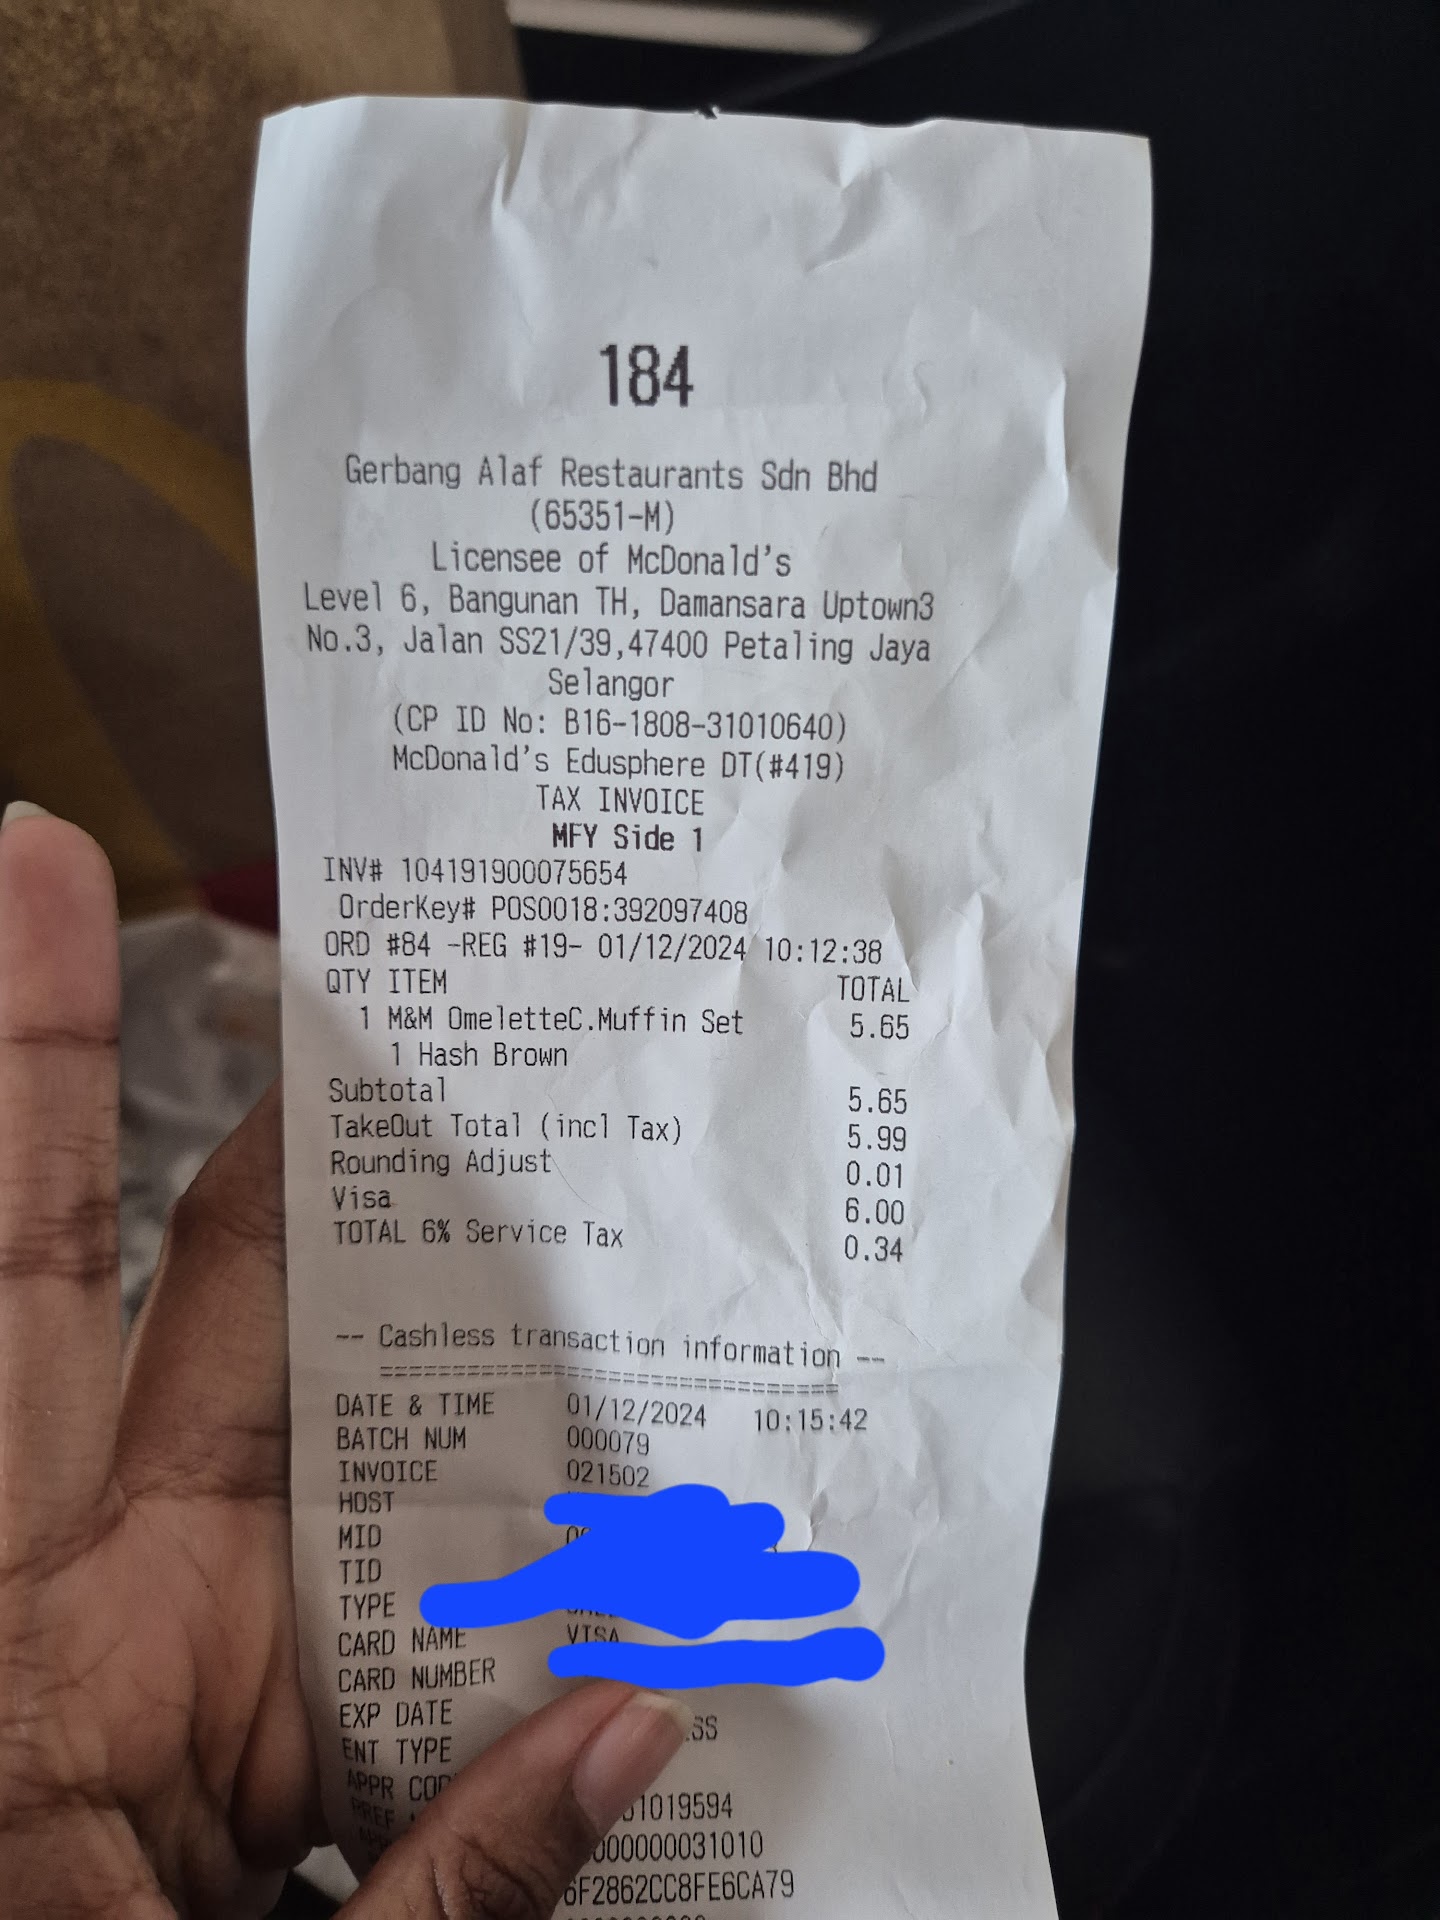 184
Gerbang Alaf Restaurants Sdn Bhd
(65351-M)
Licensee of McDonald's
Level 6, Bangunan TH, Damansara Uptown3
No.3, Jalan SS21/39,47400 Petaling Jaya
Selangor
(CP ID No: B16-1808-31010640)
McDonald's Edusphere DT(#419)
TAX INVOICE
MFY Side 1
INV# 104191900075654
OrderKey# POS0018:392097408
ORD #84 -REG #19- 01/12/2024 10:12:38
QTY ITEM TOTAL
1 M&M OmeletteC.Muffin Set 5.65
1 Hash Brown
Subtotal 5.65
TakeOut Total (incl Tax) 5.99
Rounding Adjust 0.01
Visa 6.00
TOTAL 6% Service Tax 0.34
-- Cashless transaction information --
==============================
DATE & TIME 01/12/2024 10:15:42
BATCH NUM 000079
INVOICE 021502
HOST
MID
TID
TYPE
CARD NAME VISA
CARD NUMBER
EXP DATE
ENT TYPE SS
APPR
1019594
00000031010
6F2862CC8FE6CA79